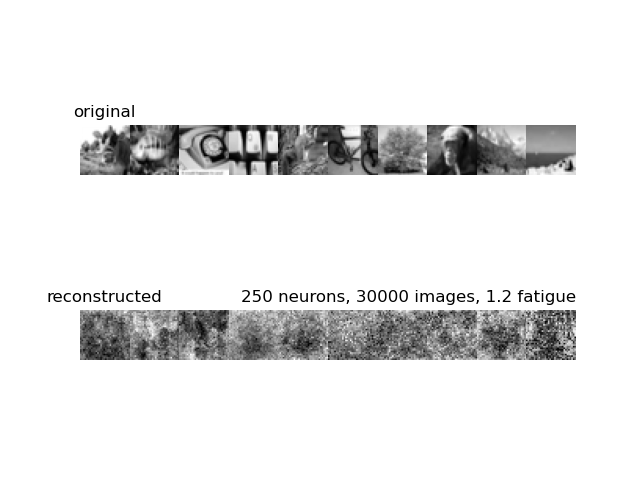 original
reconstructed
250 neurons, 30000 images, 1.2 fatigue